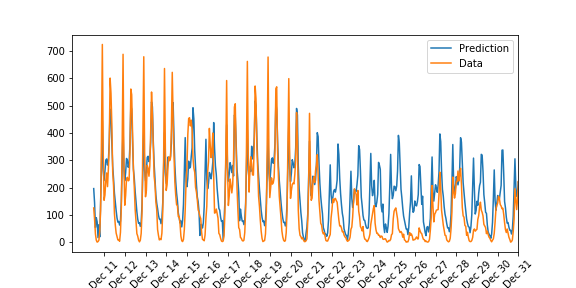 700
600
500
400
300
200
100
0
Prediction
Data
Dec 11
Dec 12
Dec 13
Dec 14
Dec 15
Dec 16
Dec 17
Dec 18
Dec 19
Dec 20
Dec 21
Dec 22
Dec 23
Dec 24
Dec 25
Dec 26
Dec 27
Dec 28
Dec 29
Dec 30
Dec 31